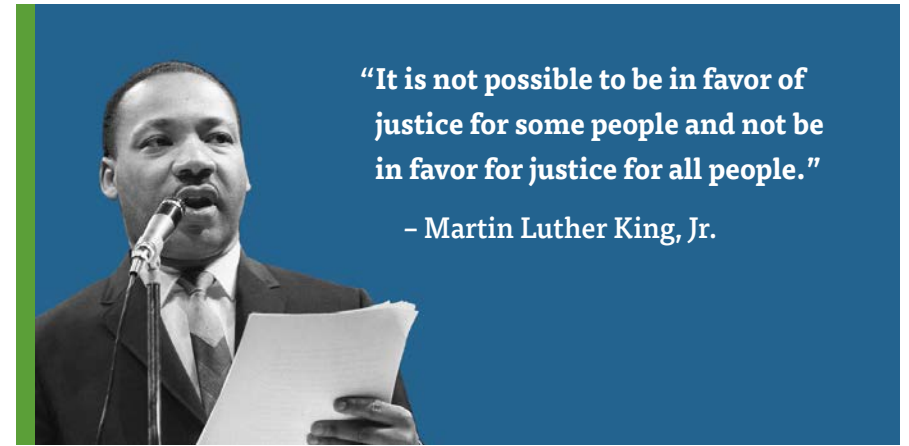 “It is not possible to be in favor of
justice for some people and not be
in favor for justice for all people.”
– Martin Luther King, Jr.